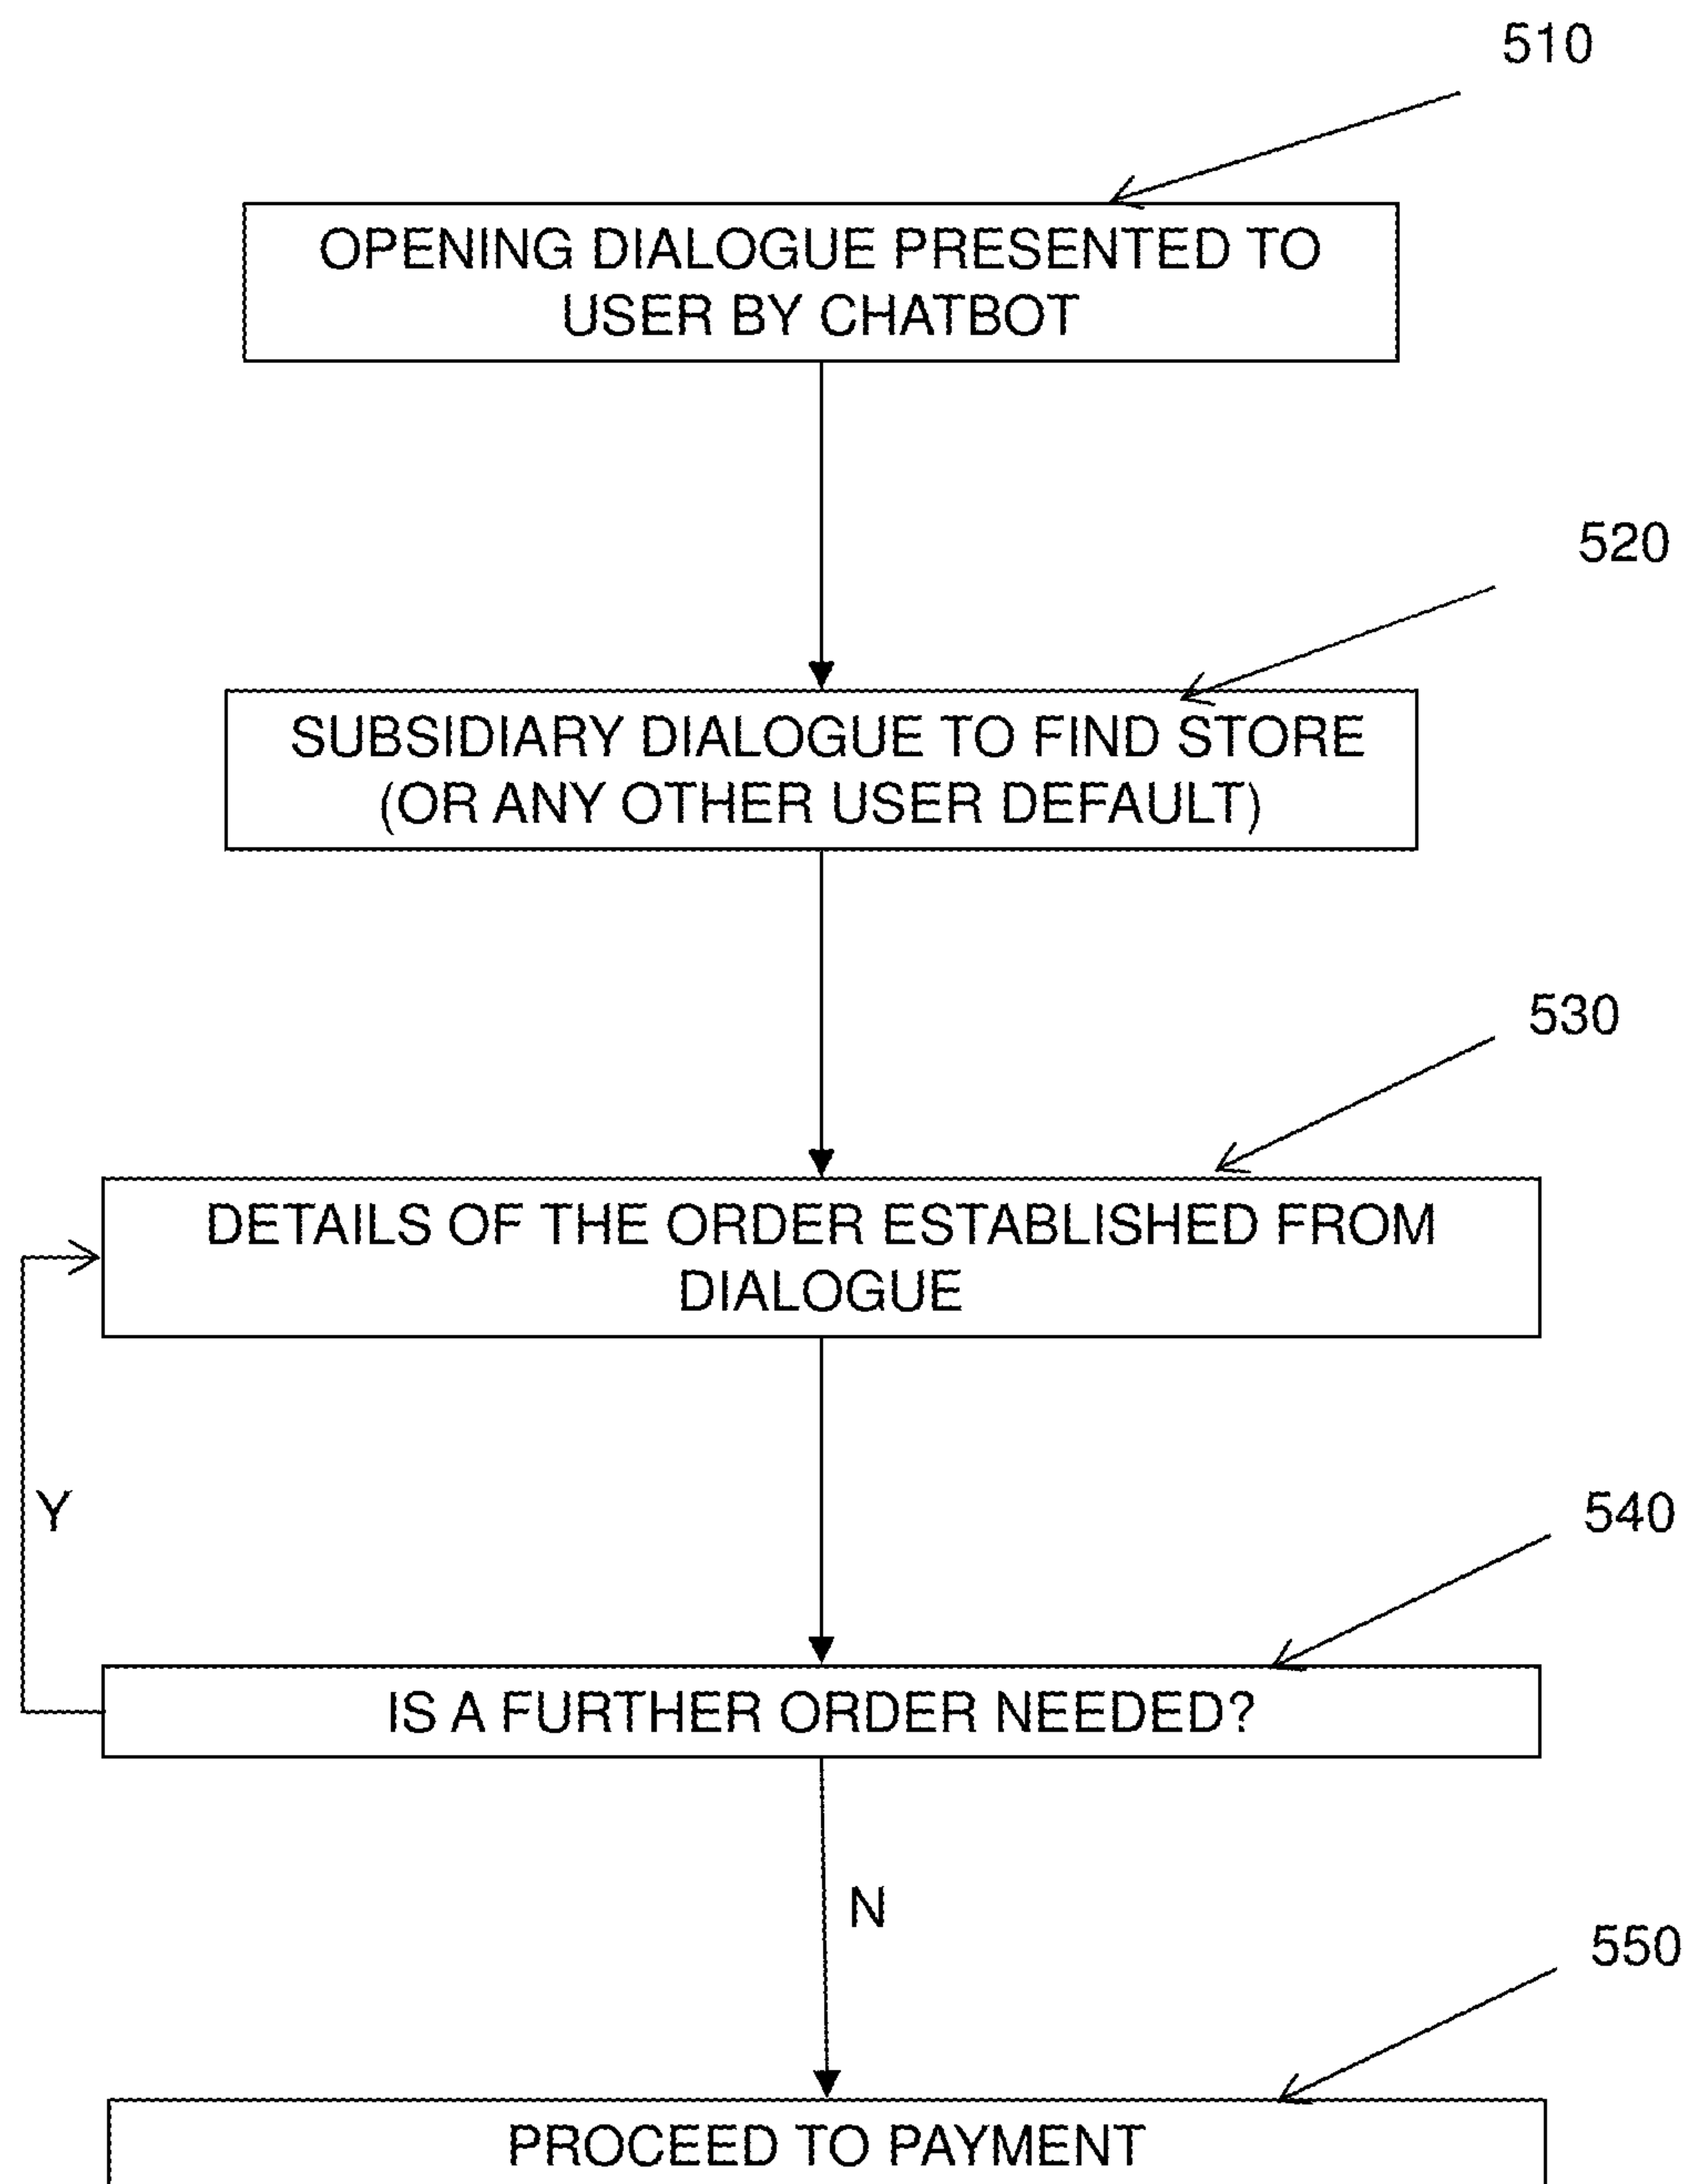 510
OPENING DIALOGUE PRESENTED TO
USER BY CHATBOT
520
SUBSIDIARY DIALOGUE TO FIND STORE
(OR ANY OTHER USER DEFAULT)
530
DETAILS OF THE ORDER ESTABLISHED FROM
DIALOGUE
Y
540
IS A FURTHER ORDER NEEDED?
N
550
PROCEED TO PAYMENT